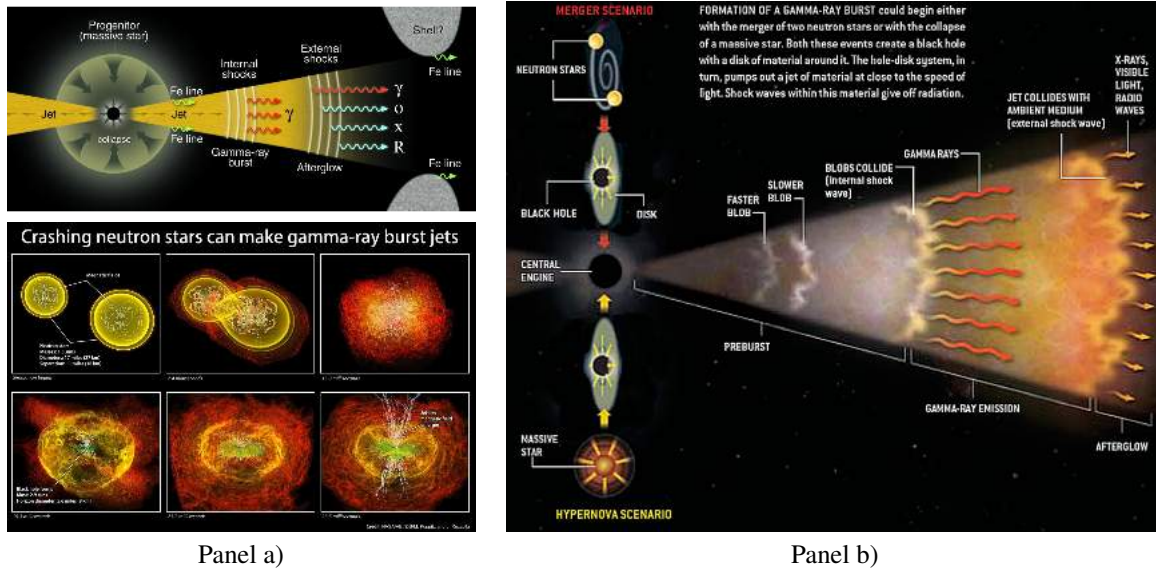 Progenitor
(massive star)
Internal
shocks
External
shocks
Shell?
Fe line
Fe line
Jet
Jet
collapse
Fe line
γ
γ
O
X
R
Gamma-ray
burst
Afterglow
Fe line
Crashing neutron stars can make gamma-ray burst jets
Panel a)
MERGER SCENARIO
NEUTRON STARS
FORMATION OF A GAMMA-RAY BURST could begin either
with the merger of two neutron stars or with the collapse
of a massive star. Both these events create a black hole
with a disk of material around it. The hole-disk system, in
turn, pumps out a jet of material at close to the speed of
light. Shock waves within this material give off radiation.
X-RAYS,
VISIBLE
LIGHT,
RADIO
WAVES
JET COLLIDES WITH
AMBIENT MEDIUM
(external shock wave)
GAMMA RAYS
BLOBS COLLIDE
(internal shock
wave)
SLOWER
BLOB
FASTER
BLOB
BLACK HOLE
DISK
CENTRAL
ENGINE
PREBURST
GAMMA-RAY EMISSION
AFTERGLOW
MASSIVE
STAR
HYPERNOVA SCENARIO
Panel b)